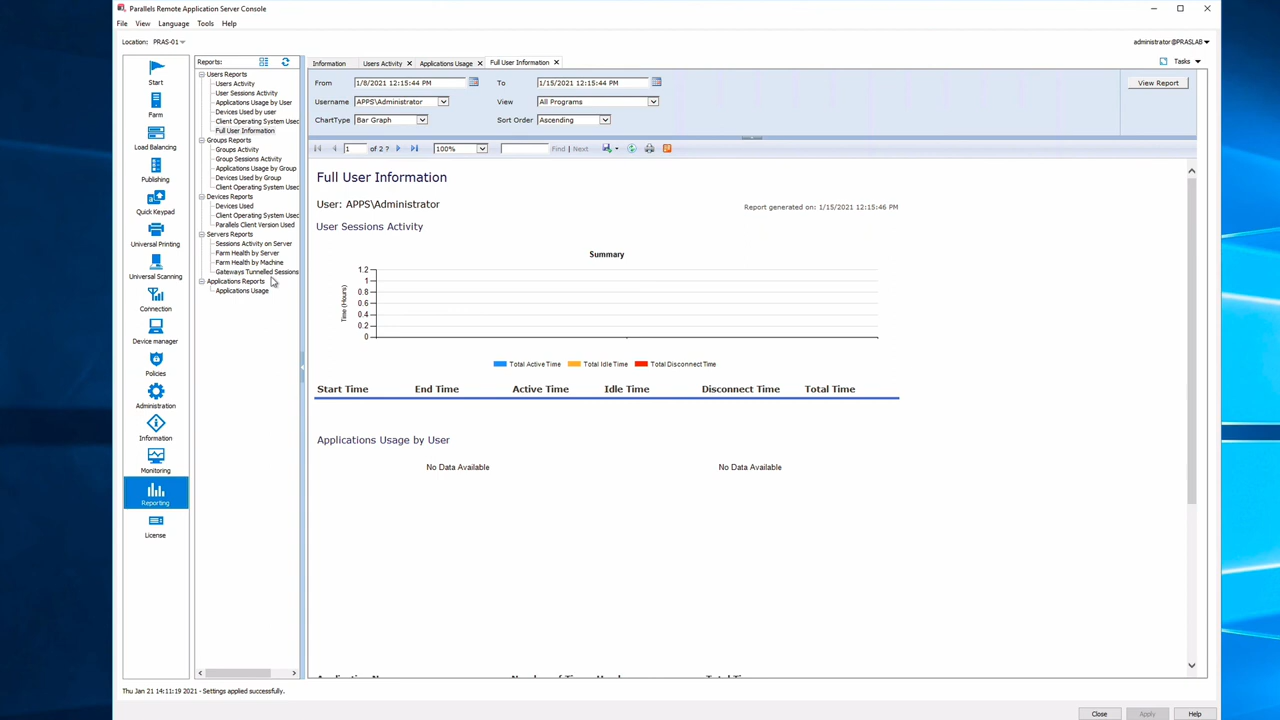 Parallels Remote Application Server Console
File View Language Tools Help
Location: PRAS-01
administrator@PRASLAB
Start
Farm
Load Balancing
Publishing
Quick Keypad
Universal Printing
Universal Scanning
Connection
Device manager
Policies
Administration
Information
Monitoring
Reporting
License
Reports:
Users Reports
Users Activity
User Sessions Activity
Applications Usage by User
Devices Used by user
Client Operating System Used
Full User Information
Groups Reports
Groups Activity
Group Sessions Activity
Applications Usage by Group
Devices Used by Group
Client Operating System Used
Devices Reports
Devices Used
Client Operating System Used
Parallels Client Version Used
Servers Reports
Sessions Activity on Server
Farm Health by Server
Farm Health by Machine
Gateways Tunnelled Sessions
Applications Reports
Applications Usage
Information Users Activity Applications Usage Full User Information
Tasks
From 1/8/2021 12:15:44 PM To 1/15/2021 12:15:44 PM View Report
Username APPS\Administrator View All Programs
ChartType Bar Graph Sort Order Ascending
1 of 2 ? 100% Find | Next
Full User Information
User: APPS\Administrator
Report generated on: 1/15/2021 12:15:46 PM
User Sessions Activity
Summary
Time (Hours)
1.2
1
0.8
0.6
0.4
0.2
0
Total Active Time Total Idle Time Total Disconnect Time
Start Time End Time Active Time Idle Time Disconnect Time Total Time
Applications Usage by User
No Data Available No Data Available
Thu Jan 21 14:11:19 2021 - Settings applied successfully.
Close Apply Help